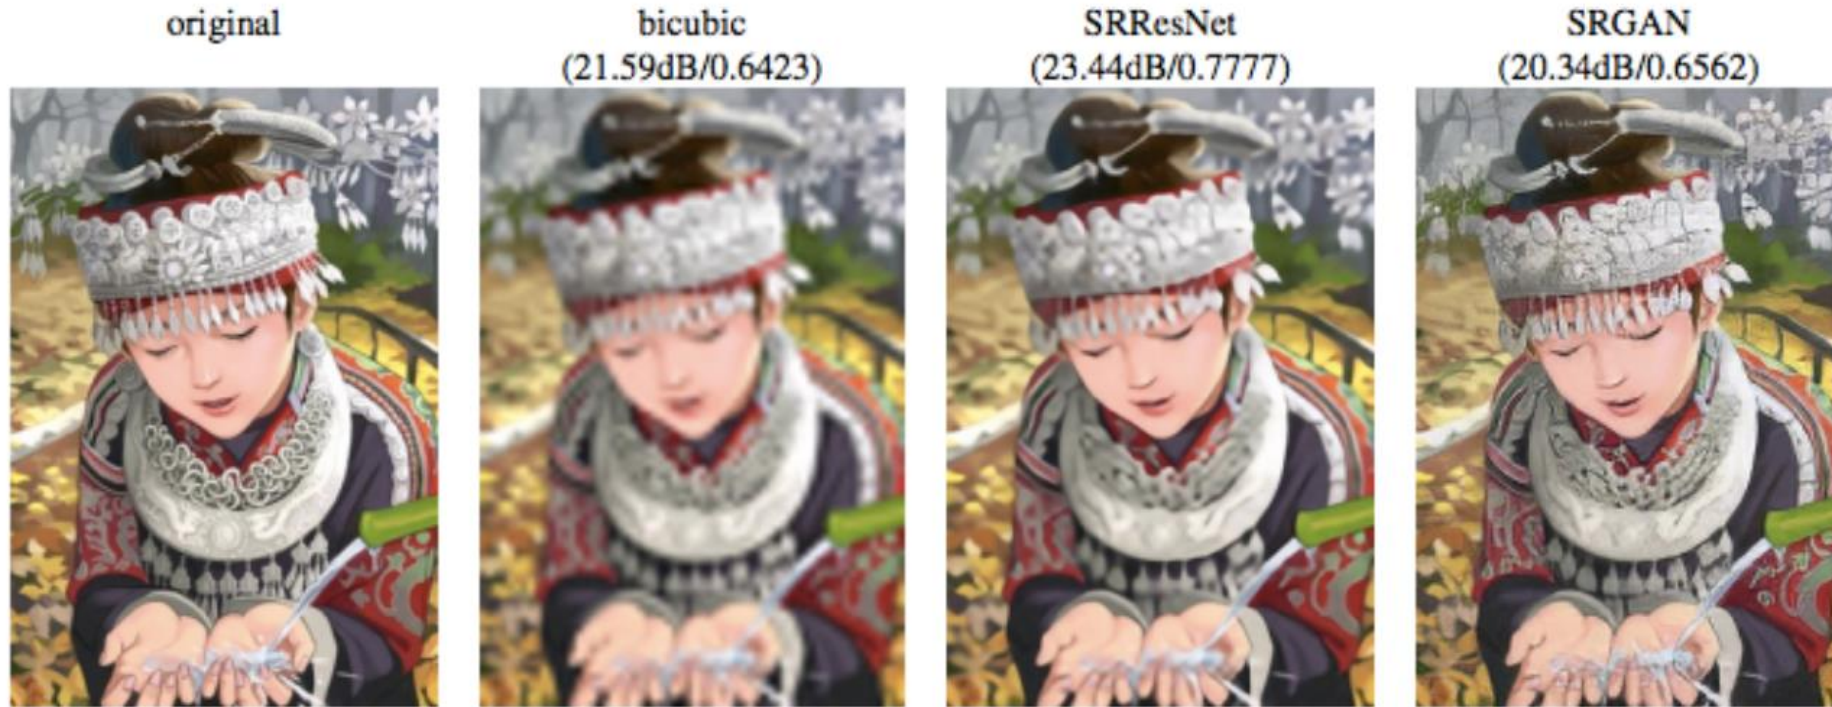 original
bicubic
(21.59dB/0.6423)
SRResNet
(23.44dB/0.7777)
SRGAN
(20.34dB/0.6562)